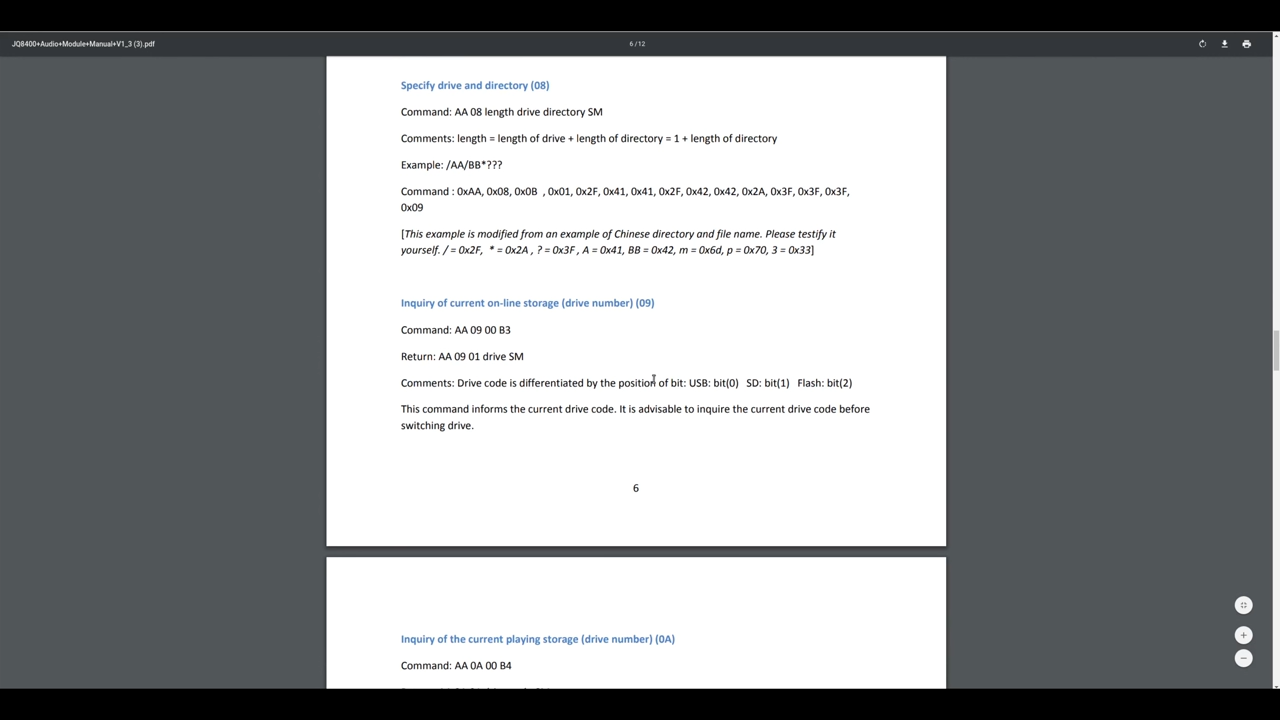 JQ8400+Audio+Module+Manual+V1_3 (3).pdf
6 / 12
Specify drive and directory (08)
Command: AA 08 length drive directory SM
Comments: length = length of drive + length of directory = 1 + length of directory
Example: /AA/BB*???
Command : 0xAA, 0x08, 0x0B , 0x01, 0x2F, 0x41, 0x41, 0x2F, 0x42, 0x42, 0x2A, 0x3F, 0x3F, 0x3F,
0x09
[This example is modified from an example of Chinese directory and file name. Please testify it
yourself. / = 0x2F, * = 0x2A , ? = 0x3F , A = 0x41, BB = 0x42, m = 0x6d, p = 0x70, 3 = 0x33]
Inquiry of current on-line storage (drive number) (09)
Command: AA 09 00 B3
Return: AA 09 01 drive SM
Comments: Drive code is differentiated by the position of bit: USB: bit(0) SD: bit(1) Flash: bit(2)
This command informs the current drive code. It is advisable to inquire the current drive code before
switching drive.
6
Inquiry of the current playing storage (drive number) (0A)
Command: AA 0A 00 B4